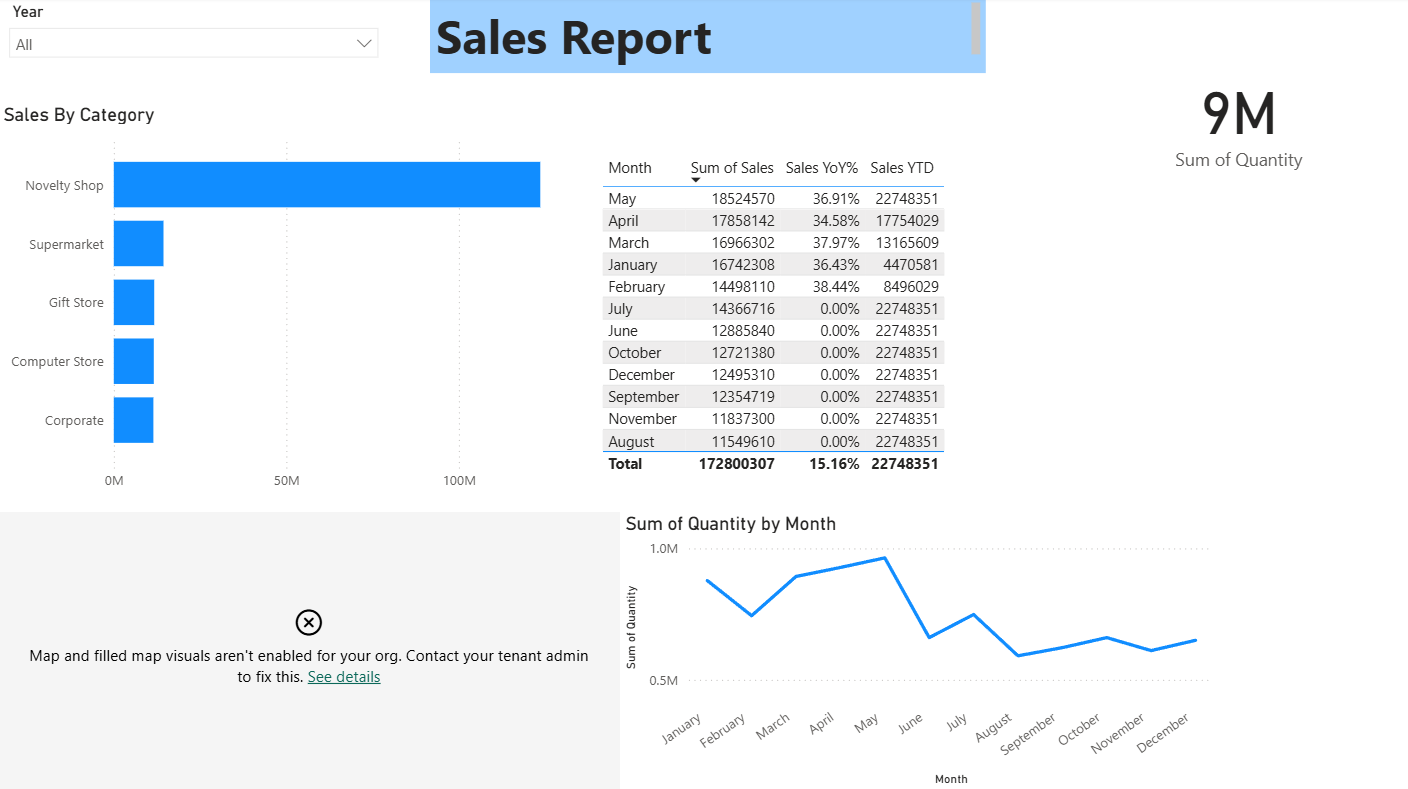 Year
All
Sales Report
9M
Sum of Quantity
Sales By Category
Novelty Shop
Supermarket
Gift Store
Computer Store
Corporate
0M 50M 100M
Month Sum of Sales Sales YoY% Sales YTD
May 18524570 36.91% 22748351
April 17858142 34.58% 17754029
March 16966302 37.97% 13165609
January 16742308 36.43% 4470581
February 14498110 38.44% 8496029
July 14366716 0.00% 22748351
June 12885840 0.00% 22748351
October 12721380 0.00% 22748351
December 12495310 0.00% 22748351
September 12354719 0.00% 22748351
November 11837300 0.00% 22748351
August 11549610 0.00% 22748351
Total 172800307 15.16% 22748351
Map and filled map visuals aren't enabled for your org. Contact your tenant admin
to fix this. See details
Sum of Quantity by Month
1.0M
Sum of Quantity
0.5M
January February March April May June July August September October November December
Month